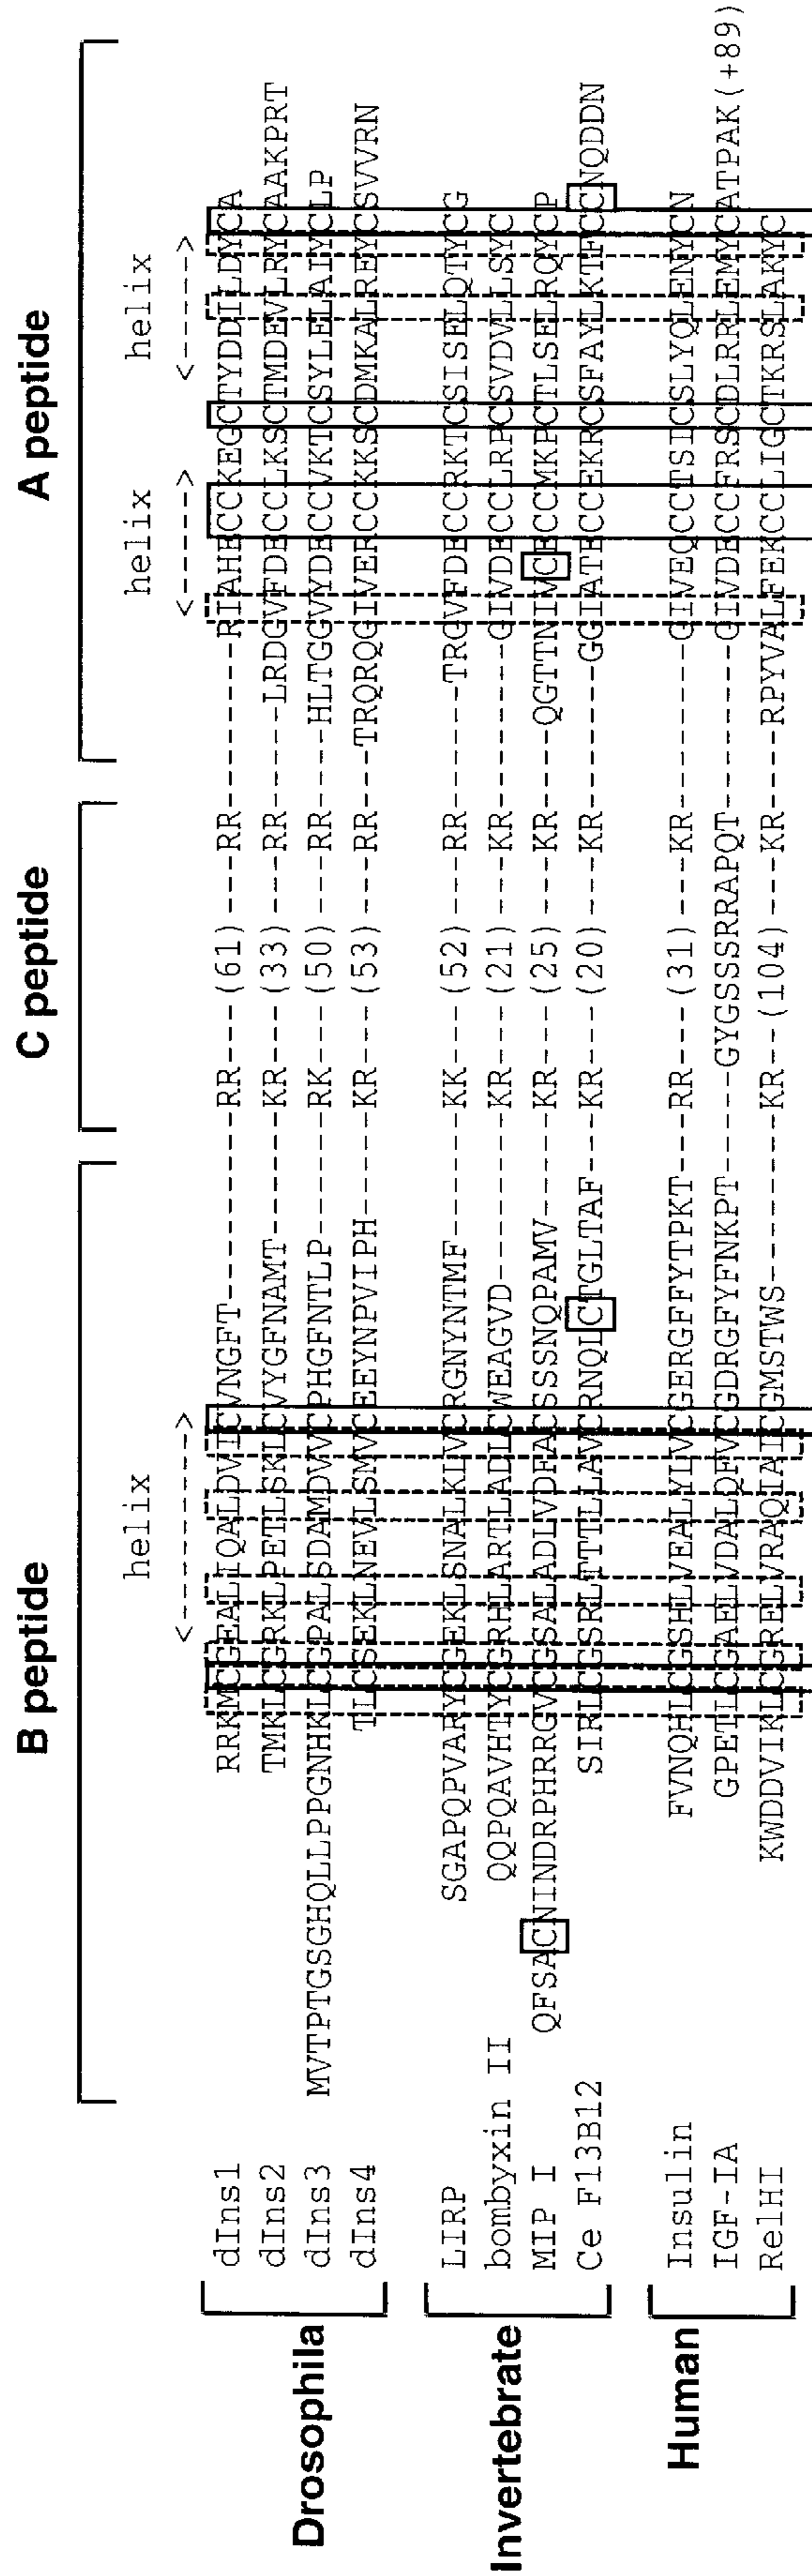 B peptide C peptide A peptide
helix helix helix
<-----------> <------> <------>
Drosophila
dIns1 RRKMCGEALIQALDVICVNGFT---------RR---(61)---RR--------RIAHECCKEGCTYDDILDYCA
dIns2 TMKLCGRKLPETLSKLCVYGFNAMT------KR---(33)---RR-----LRDGVFDECCLKSCTMDEVLRYCAAKPRT
dIns3 MVTPTGSGHQLLPPGNHKLCGPALSDAMDVVCPHGFNTLP------RK---(50)---RR----HLTGGVYDECCVKTCSYLELAIYCLP
dIns4 TLCSEKLNEVLSMVCEEYNPVIPH-----KR---(53)---RR---TRQRQGIVERCCKKSCDMKALREYCSVVRN
Invertebrate
LIRP SGAPQPVARYCGEKLSNALKIVCRGNYNTMF------KK---(52)---RR------TRGVFDECCRKTCSISELQTYCG
bombyxin II QQPQAVHTYCGRHLARTLADLCWEAGVD--------KR---(21)---KR--------GIVDECCLRPCSVDVLLSYC
MIP I QFSACNINDRPHRRGVCGSALADLVDFACSSSNQPAMV-----KR---(25)---KR----QGTTNIVCECCMKPCTLSELRQYCP
Ce F13B12 SIRLCGSRLTTTLLAVCRNQLCTGLTAF---KR---(20)---KR-------GGIATECCEKRCSFAYLKTFCCNQDDN
Human
Insulin FVNQHLCGSHLVEALYLVCGERGFFYTPKT---RR---(31)---KR--------GIVEQCCTSICSLYQLENYCN
IGF-IA GPETLCGAELVDALQFVCGDRGFYFNKPT-----GYGSSSRRAPQT--------GIVDECCFRSCDLRRLEMYCATPAK(+89)
RelHI KWDDVIKLCGRELVRAQIAICGMSTWS---------KR--(104)---KR----RPYVALFEKCCLIGCTKRSLAKYC